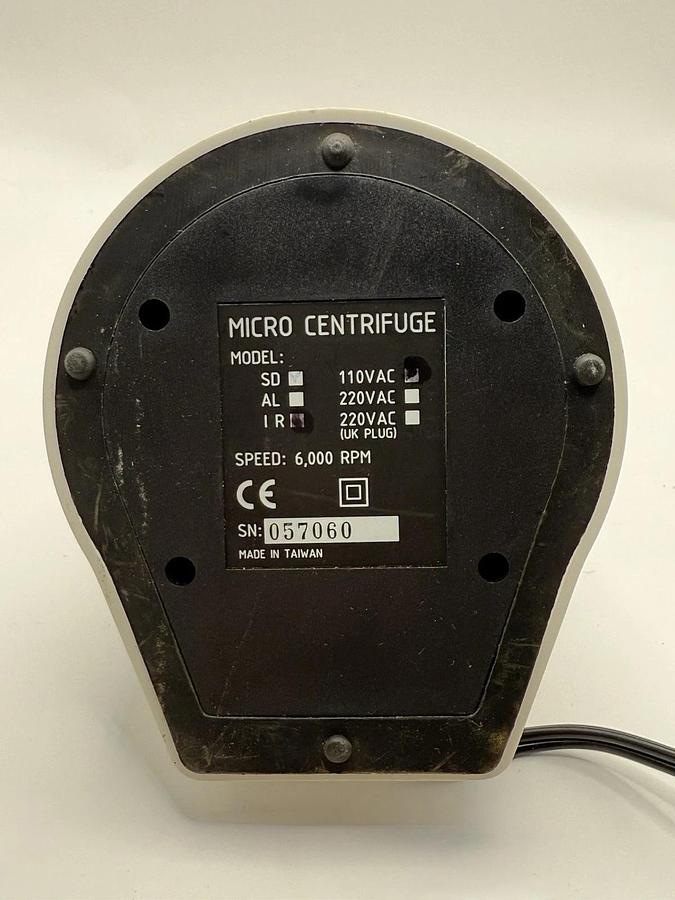 MICRO CENTRIFUGE
MODEL:
SD 110VAC
AL 220VAC
I R 220VAC
(UK PLUG)
SPEED: 6,000 RPM
CE
SN: 057060
MADE IN TAIWAN